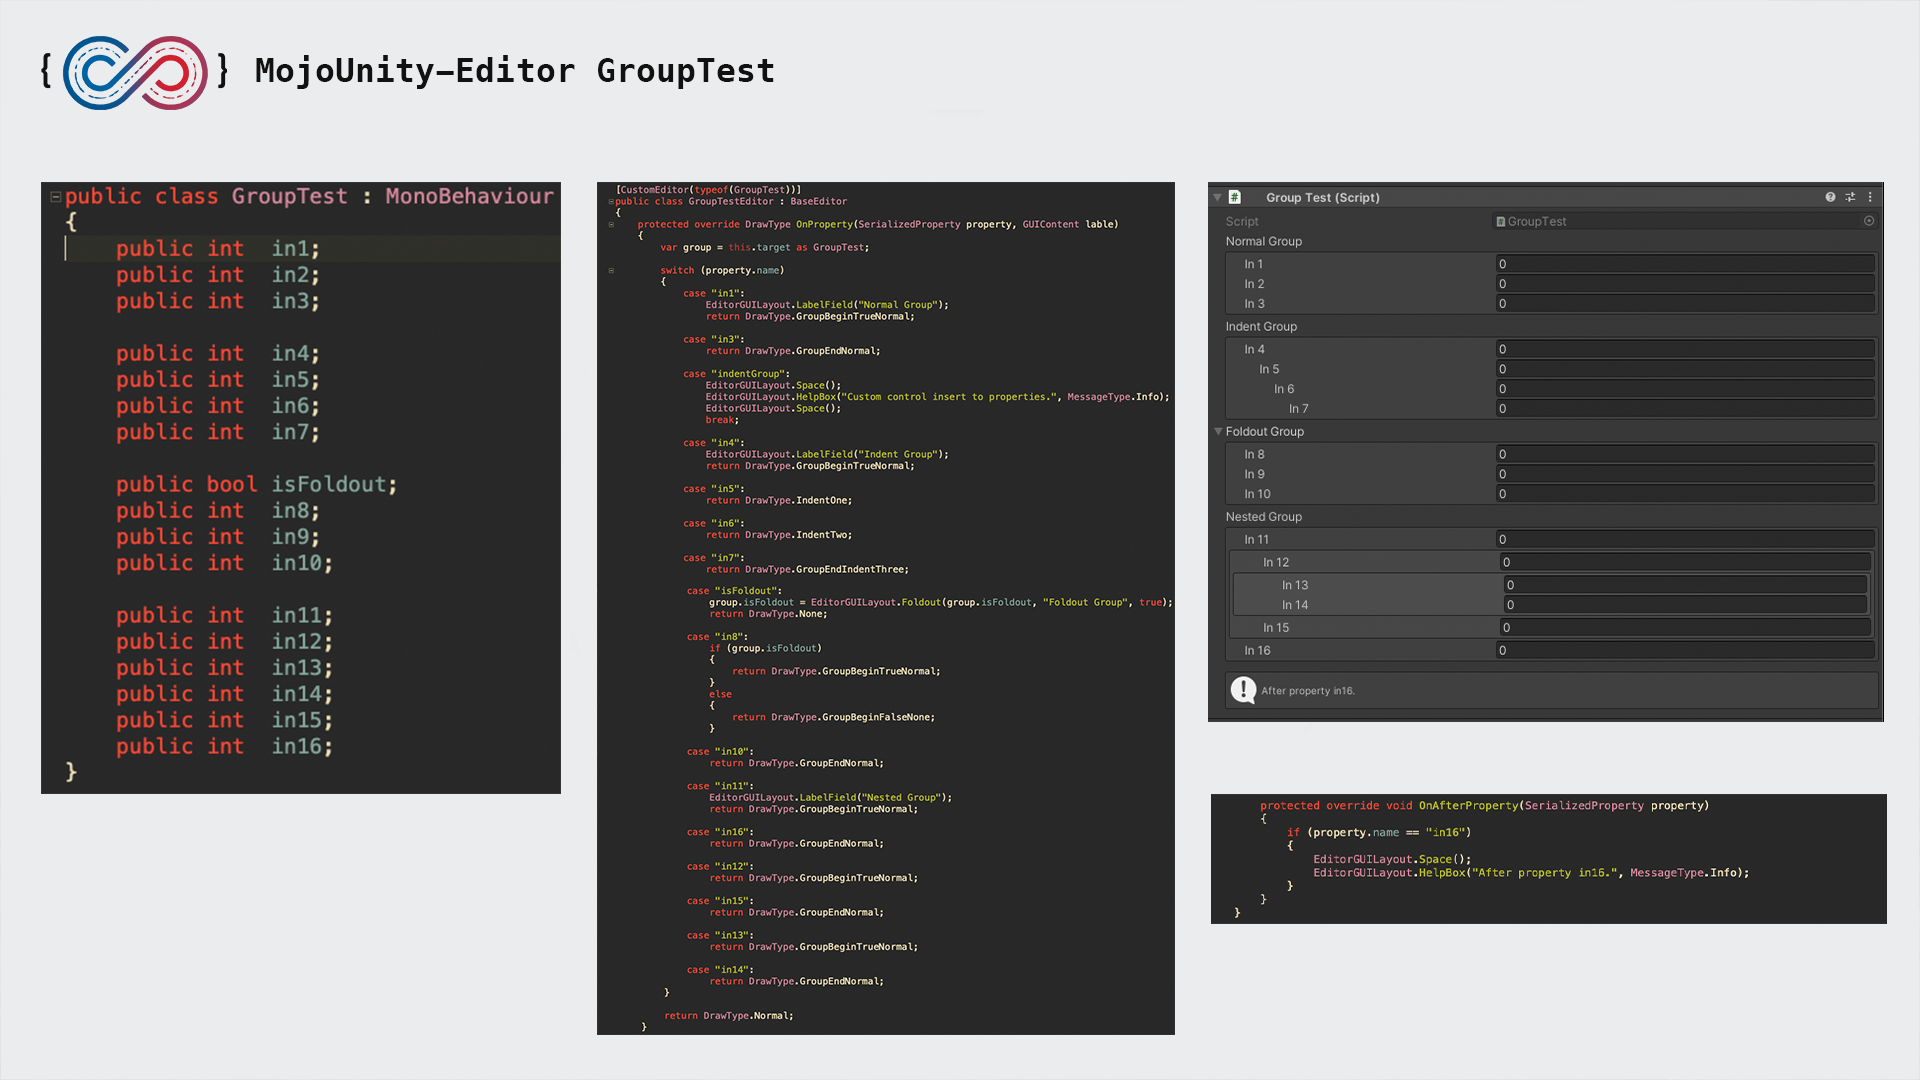 { } MojoUnity-Editor GroupTest
public class GroupTest : MonoBehaviour
{
public int in1;
public int in2;
public int in3;
public int in4;
public int in5;
public int in6;
public int in7;
public bool isFoldout;
public int in8;
public int in9;
public int in10;
public int in11;
public int in12;
public int in13;
public int in14;
public int in15;
public int in16;
}
[CustomEditor(typeof(GroupTest))]
public class GroupTestEditor : BaseEditor
{
protected override DrawType OnProperty(SerializedProperty property, GUIContent lable)
{
var group = this.target as GroupTest;
switch (property.name)
{
case "in1":
EditorGUILayout.LabelField("Normal Group");
return DrawType.GroupBeginTrueNormal;
case "in3":
return DrawType.GroupEndNormal;
case "indentGroup":
EditorGUILayout.Space();
EditorGUILayout.HelpBox("Custom control insert to properties.", MessageType.Info);
EditorGUILayout.Space();
break;
case "in4":
EditorGUILayout.LabelField("Indent Group");
return DrawType.GroupBeginTrueNormal;
case "in5":
return DrawType.IndentOne;
case "in6":
return DrawType.IndentTwo;
case "in7":
return DrawType.GroupEndIndentThree;
case "isFoldout":
group.isFoldout = EditorGUILayout.Foldout(group.isFoldout, "Foldout Group", true);
return DrawType.None;
case "in8":
if (group.isFoldout)
{
return DrawType.GroupBeginTrueNormal;
}
else
{
return DrawType.GroupBeginFalseNone;
}
case "in10":
return DrawType.GroupEndNormal;
case "in11":
EditorGUILayout.LabelField("Nested Group");
return DrawType.GroupBeginTrueNormal;
case "in16":
return DrawType.GroupEndNormal;
case "in12":
return DrawType.GroupBeginTrueNormal;
case "in15":
return DrawType.GroupEndNormal;
case "in13":
return DrawType.GroupBeginTrueNormal;
case "in14":
return DrawType.GroupEndNormal;
}
return DrawType.Normal;
}
Group Test (Script)
Script GroupTest
Normal Group
In 1 0
In 2 0
In 3 0
Indent Group
In 4 0
In 5 0
In 6 0
In 7 0
Foldout Group
In 8 0
In 9 0
In 10 0
Nested Group
In 11 0
In 12 0
In 13 0
In 14 0
In 15 0
In 16 0
After property in16.
protected override void OnAfterProperty(SerializedProperty property)
{
if (property.name == "in16")
{
EditorGUILayout.Space();
EditorGUILayout.HelpBox("After property in16.", MessageType.Info);
}
}
}